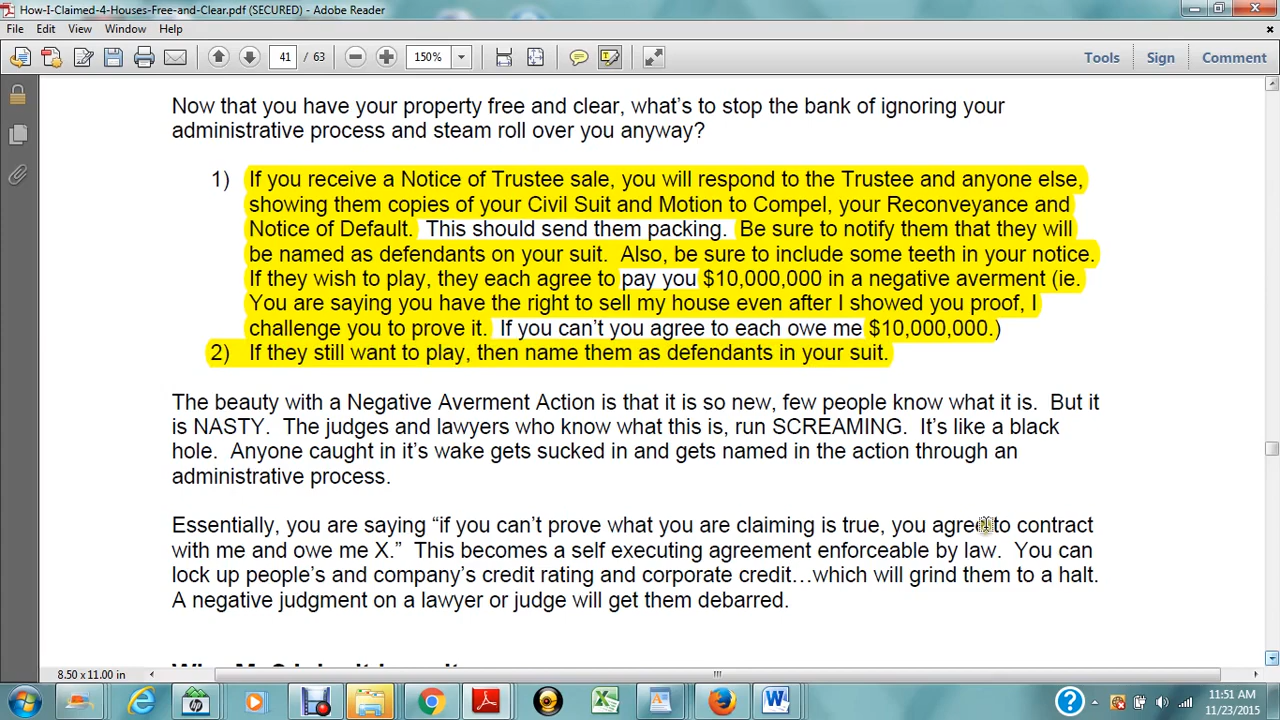 How-I-Claimed-4-Houses-Free-and-Clear.pdf (SECURED) - Adobe Reader
File Edit View Window Help
41 / 63 150% Tools Sign Comment
Now that you have your property free and clear, what's to stop the bank of ignoring your
administrative process and steam roll over you anyway?
1) If you receive a Notice of Trustee sale, you will respond to the Trustee and anyone else,
showing them copies of your Civil Suit and Motion to Compel, your Reconveyance and
Notice of Default. This should send them packing. Be sure to notify them that they will
be named as defendants on your suit. Also, be sure to include some teeth in your notice.
If they wish to play, they each agree to pay you $10,000,000 in a negative averment (ie.
You are saying you have the right to sell my house even after I showed you proof, I
challenge you to prove it. If you can't you agree to each owe me $10,000,000.)
2) If they still want to play, then name them as defendants in your suit.
The beauty with a Negative Averment Action is that it is so new, few people know what it is. But it
is NASTY. The judges and lawyers who know what this is, run SCREAMING. It's like a black
hole. Anyone caught in it's wake gets sucked in and gets named in the action through an
administrative process.
Essentially, you are saying “if you can't prove what you are claiming is true, you agree to contract
with me and owe me X.” This becomes a self executing agreement enforceable by law. You can
lock up people's and company's credit rating and corporate credit…which will grind them to a halt.
A negative judgment on a lawyer or judge will get them debarred.
8.50 x 11.00 in
11:51 AM
11/23/2015